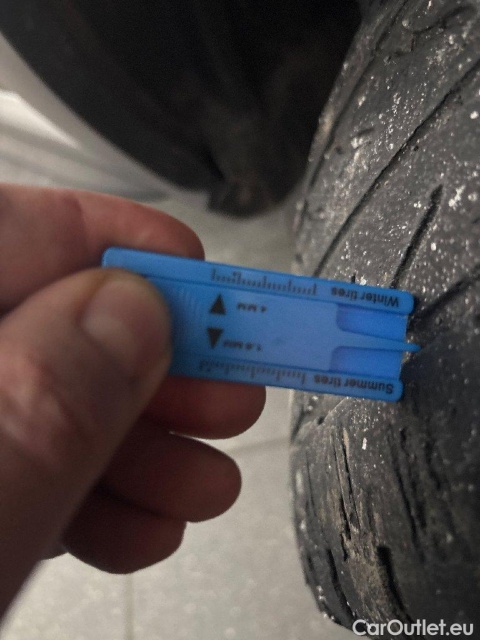 Winter tires
4 MM
1.6 MM
Summer tires
CarOutlet.eu